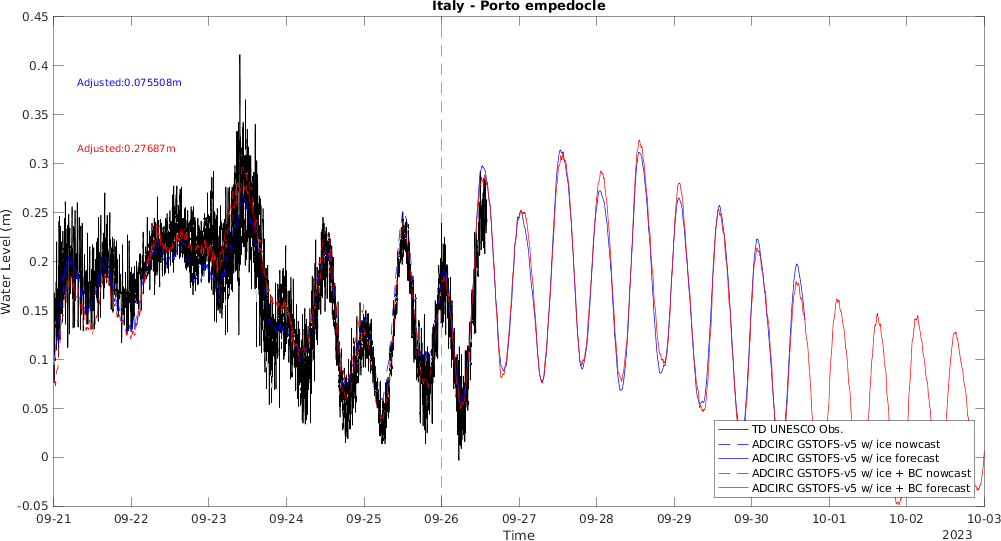 Italy - Porto empedocle
0.45
0.4
0.35
0.3
0.25
0.2
0.15
0.1
0.05
0
-0.05
Water Level (m)
Adjusted:0.075508m
Adjusted:0.27687m
TD UNESCO Obs.
ADCIRC GSTOFS-v5 w/ ice nowcast
ADCIRC GSTOFS-v5 w/ ice forecast
ADCIRC GSTOFS-v5 w/ ice + BC nowcast
ADCIRC GSTOFS-v5 w/ ice + BC forecast
09-21 09-22 09-23 09-24 09-25 09-26 09-27 09-28 09-29 09-30 10-01 10-02 10-03
Time
2023